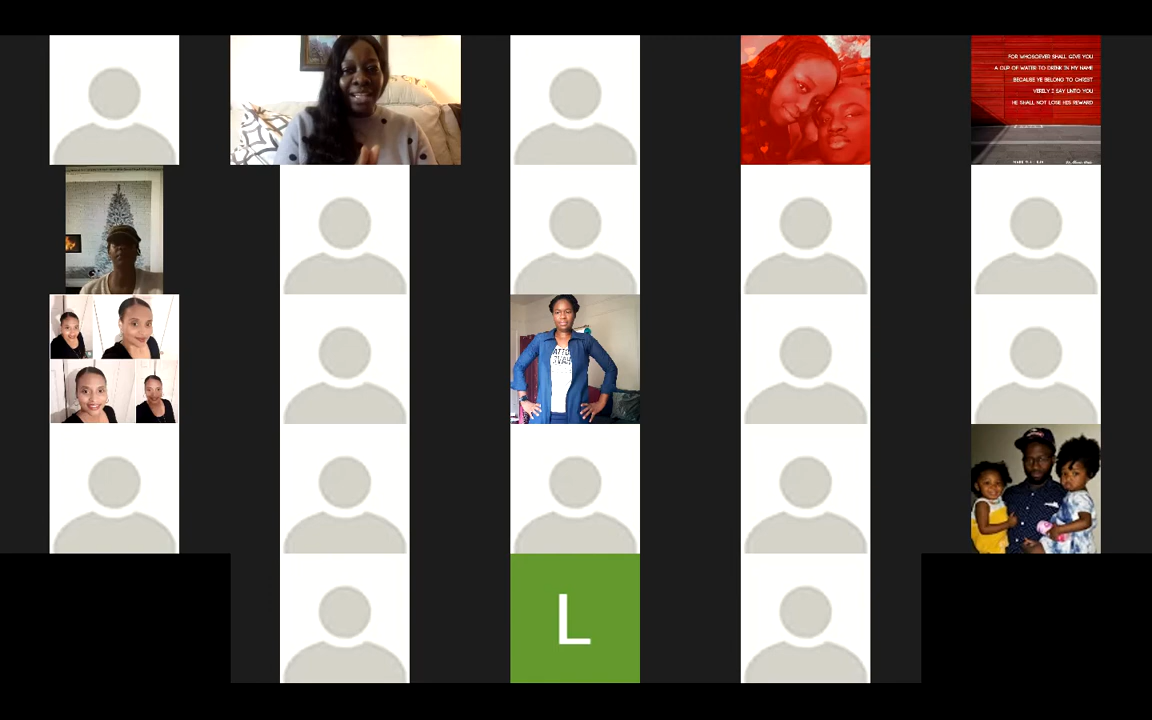 FOR WHOSOEVER SHALL GIVE YOU
A CUP OF WATER TO DRINK IN MY NAME
BECAUSE YE BELONG TO CHRIST
VERILY I SAY UNTO YOU
HE SHALL NOT LOSE HIS REWARD
L